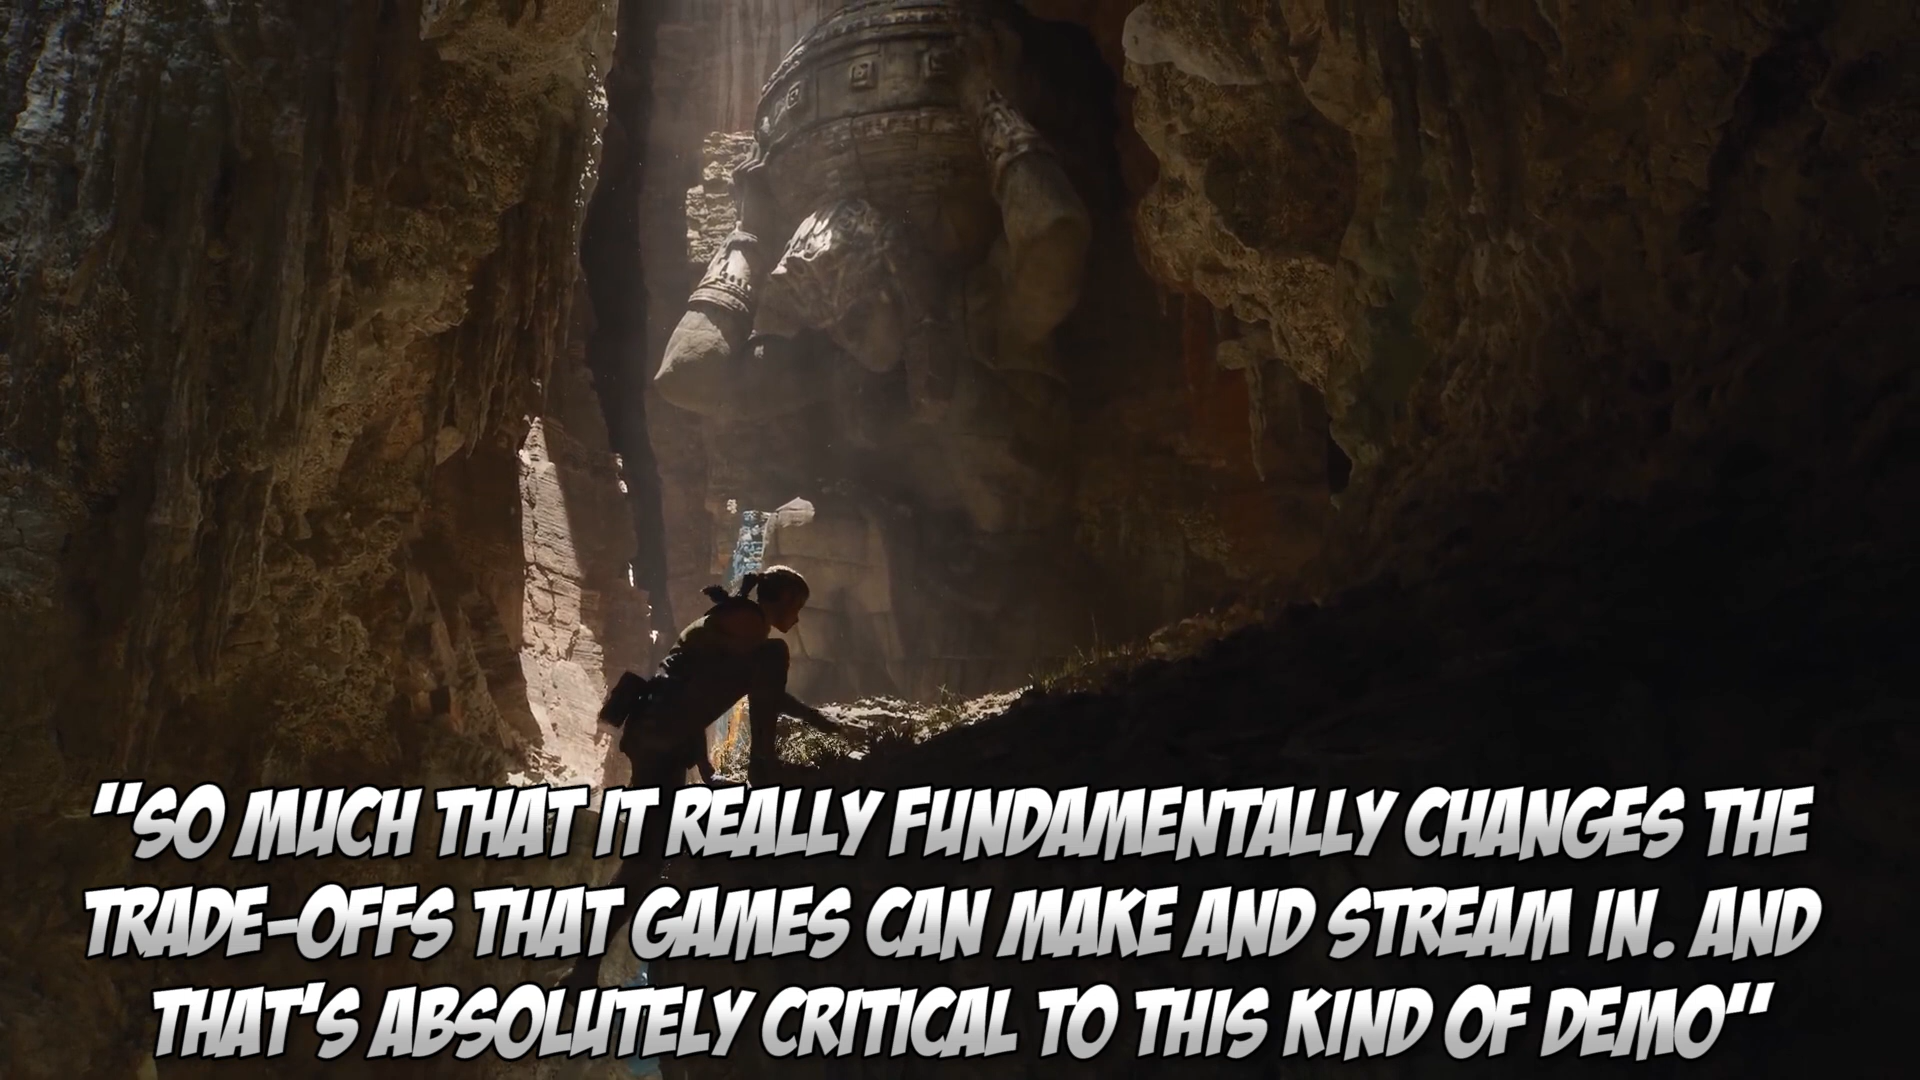 "SO MUCH THAT IT REALLY FUNDAMENTALLY CHANGES THE
TRADE-OFFS THAT GAMES CAN MAKE AND STREAM IN. AND
THAT'S ABSOLUTELY CRITICAL TO THIS KIND OF DEMO"